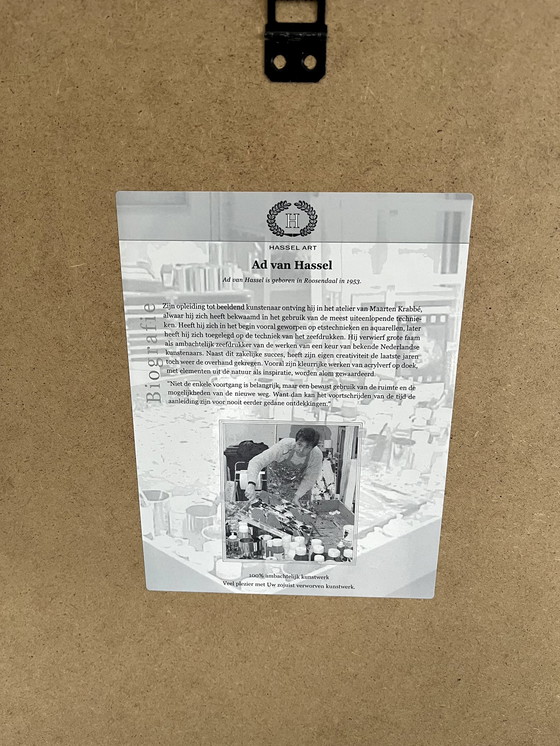 H
HASSEL ART
Ad van Hassel
Ad van Hassel is geboren in Roosendaal in 1953.
Biografie
Zijn opleiding tot beeldend kunstenaar ontving hij in het atelier van Maarten Krabbé,
alwaar hij zich heeft bekwaamd in het gebruik van de meest uiteenlopende technie-
ken. Heeft hij zich in het begin vooral geworpen op etstechnieken en aquarellen, later
heeft hij zich toegelegd op de techniek van het zeefdrukken. Hij verwierf grote faam
als ambachtelijk zeefdrukker van de werken van een keur van bekende Nederlandse
kunstenaars. Naast dit zakelijke succes, heeft zijn eigen creativiteit de laatste jaren
toch weer de overhand gekregen. Vooral zijn kleurrijke werken van acrylverf op doek,
met elementen uit de natuur als inspiratie, worden alom gewaardeerd.
"Niet de enkele voortgang is belangrijk, maar een bewust gebruik van de ruimte en de
mogelijkheden van de nieuwe weg. Want dan kan het voortschrijden van de tijd de
aanleiding zijn voor nooit eerder gedane ontdekkingen."
100% ambachtelijk kunstwerk
Veel plezier met Uw zojuist verworven kunstwerk.